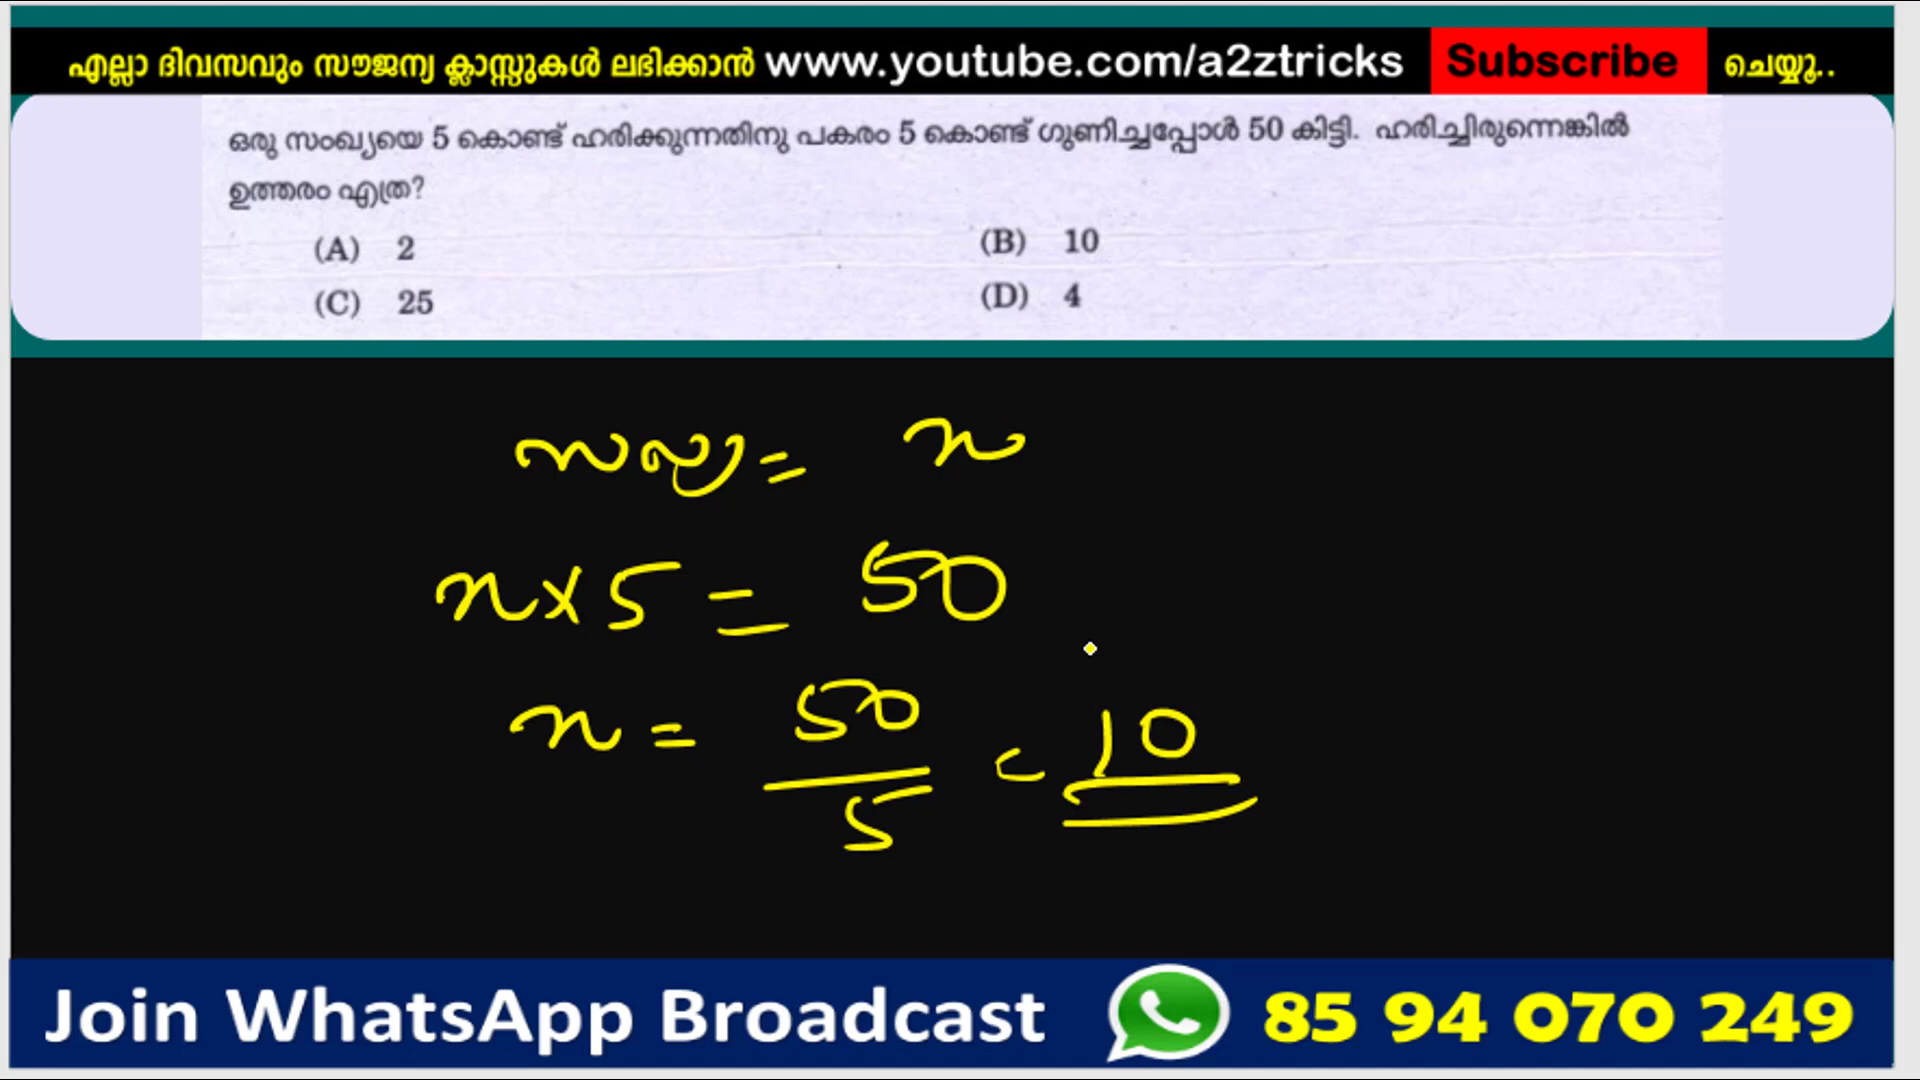 എല്ലാ ദിവസവും സൗജന്യ ക്ലാസ്സുകൾ ലഭിക്കാൻ www.youtube.com/a2ztricks Subscribe ചെയ്യൂ..
ഒരു സംഖ്യയെ 5 കൊണ്ട് ഹരിക്കുന്നതിനു പകരം 5 കൊണ്ട് ഗുണിച്ചപ്പോൾ 50 കിട്ടി. ഹരിച്ചിരുന്നെങ്കിൽ
ഉത്തരം എത്ര?
(A) 2 (B) 10
(C) 25 (D) 4
= n
n×5 = 50
n = 50/5 = 10
Join WhatsApp Broadcast 85 94 070 249